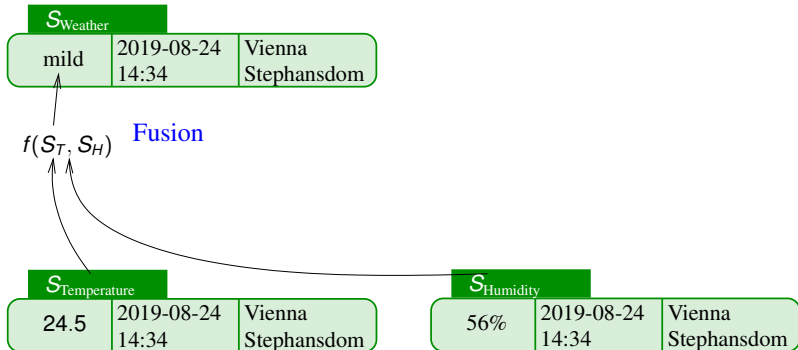 S_Weather
mild 2019-08-24 14:34 Vienna Stephansdom
f(S_T, S_H) Fusion
S_Temperature S_Humidity
24.5 2019-08-24 14:34 Vienna Stephansdom 56% 2019-08-24 14:34 Vienna Stephansdom